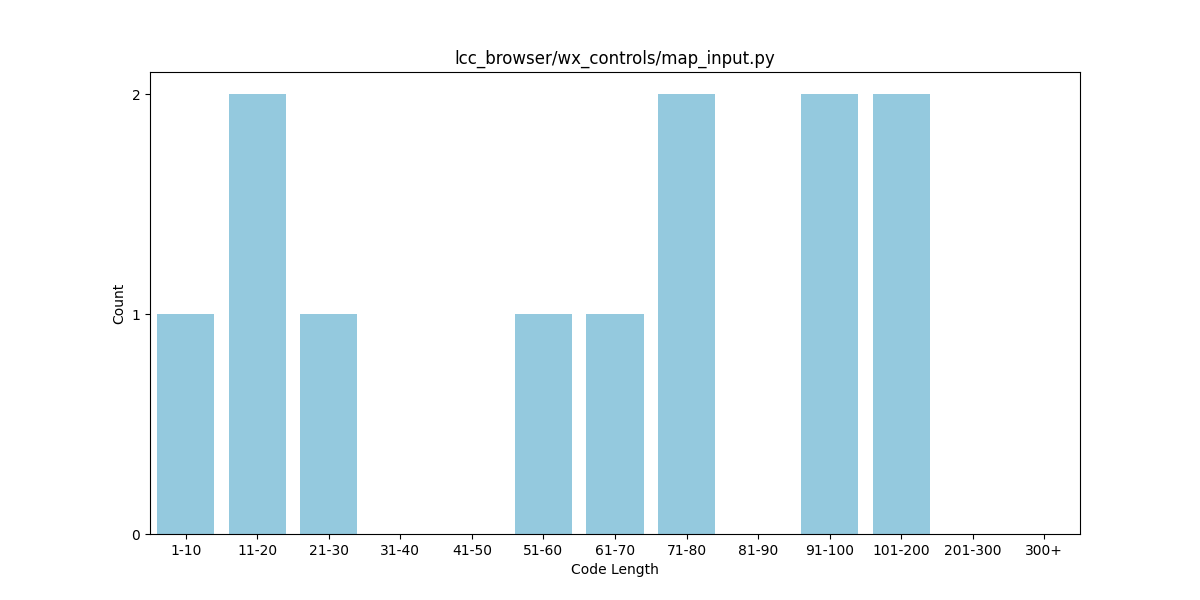 lcc_browser/wx_controls/map_input.py
2
1
0
Count
1-10 11-20 21-30 31-40 41-50 51-60 61-70 71-80 81-90 91-100 101-200 201-300 300+
Code Length